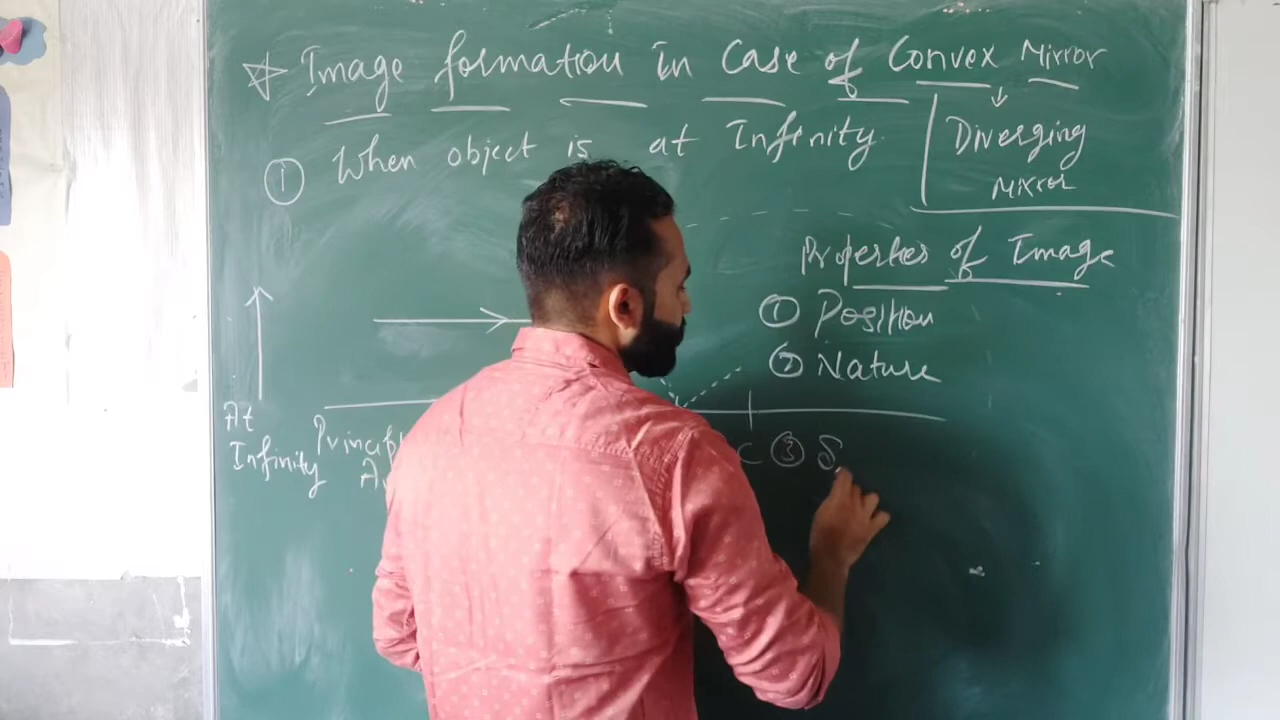 ☆ Image formation in Case of Convex Mirror
① When object is at Infinity
Diverging
Mirror
Properties of Image
① Position
② Nature
③ S
C
At
Infinity